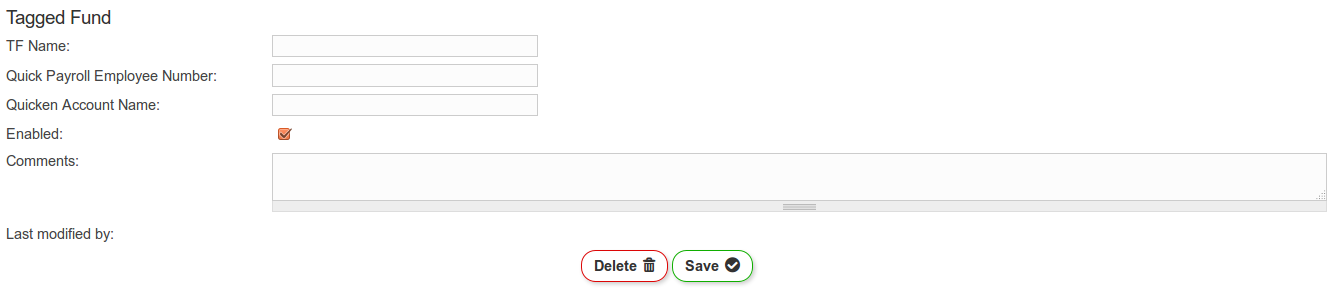 Tagged Fund
TF Name:
Quick Payroll Employee Number:
Quicken Account Name:
Enabled:
Comments:
Last modified by:
Delete Save